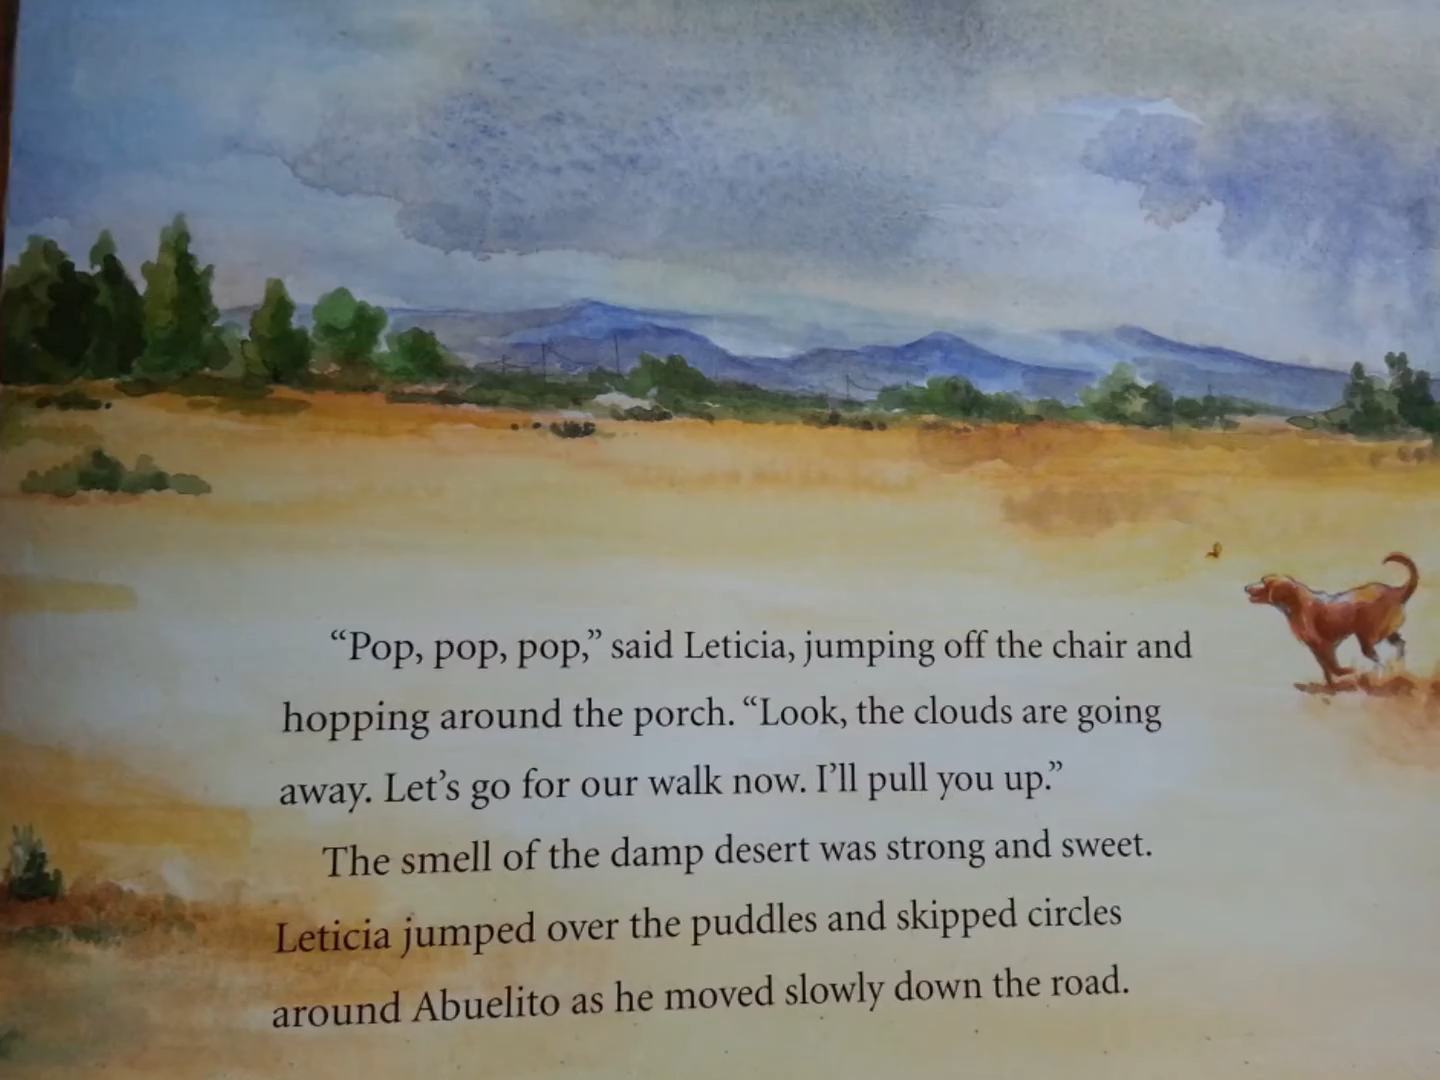 “Pop, pop, pop,” said Leticia, jumping off the chair and
hopping around the porch. “Look, the clouds are going
away. Let’s go for our walk now. I’ll pull you up.”
The smell of the damp desert was strong and sweet.
Leticia jumped over the puddles and skipped circles
around Abuelito as he moved slowly down the road.